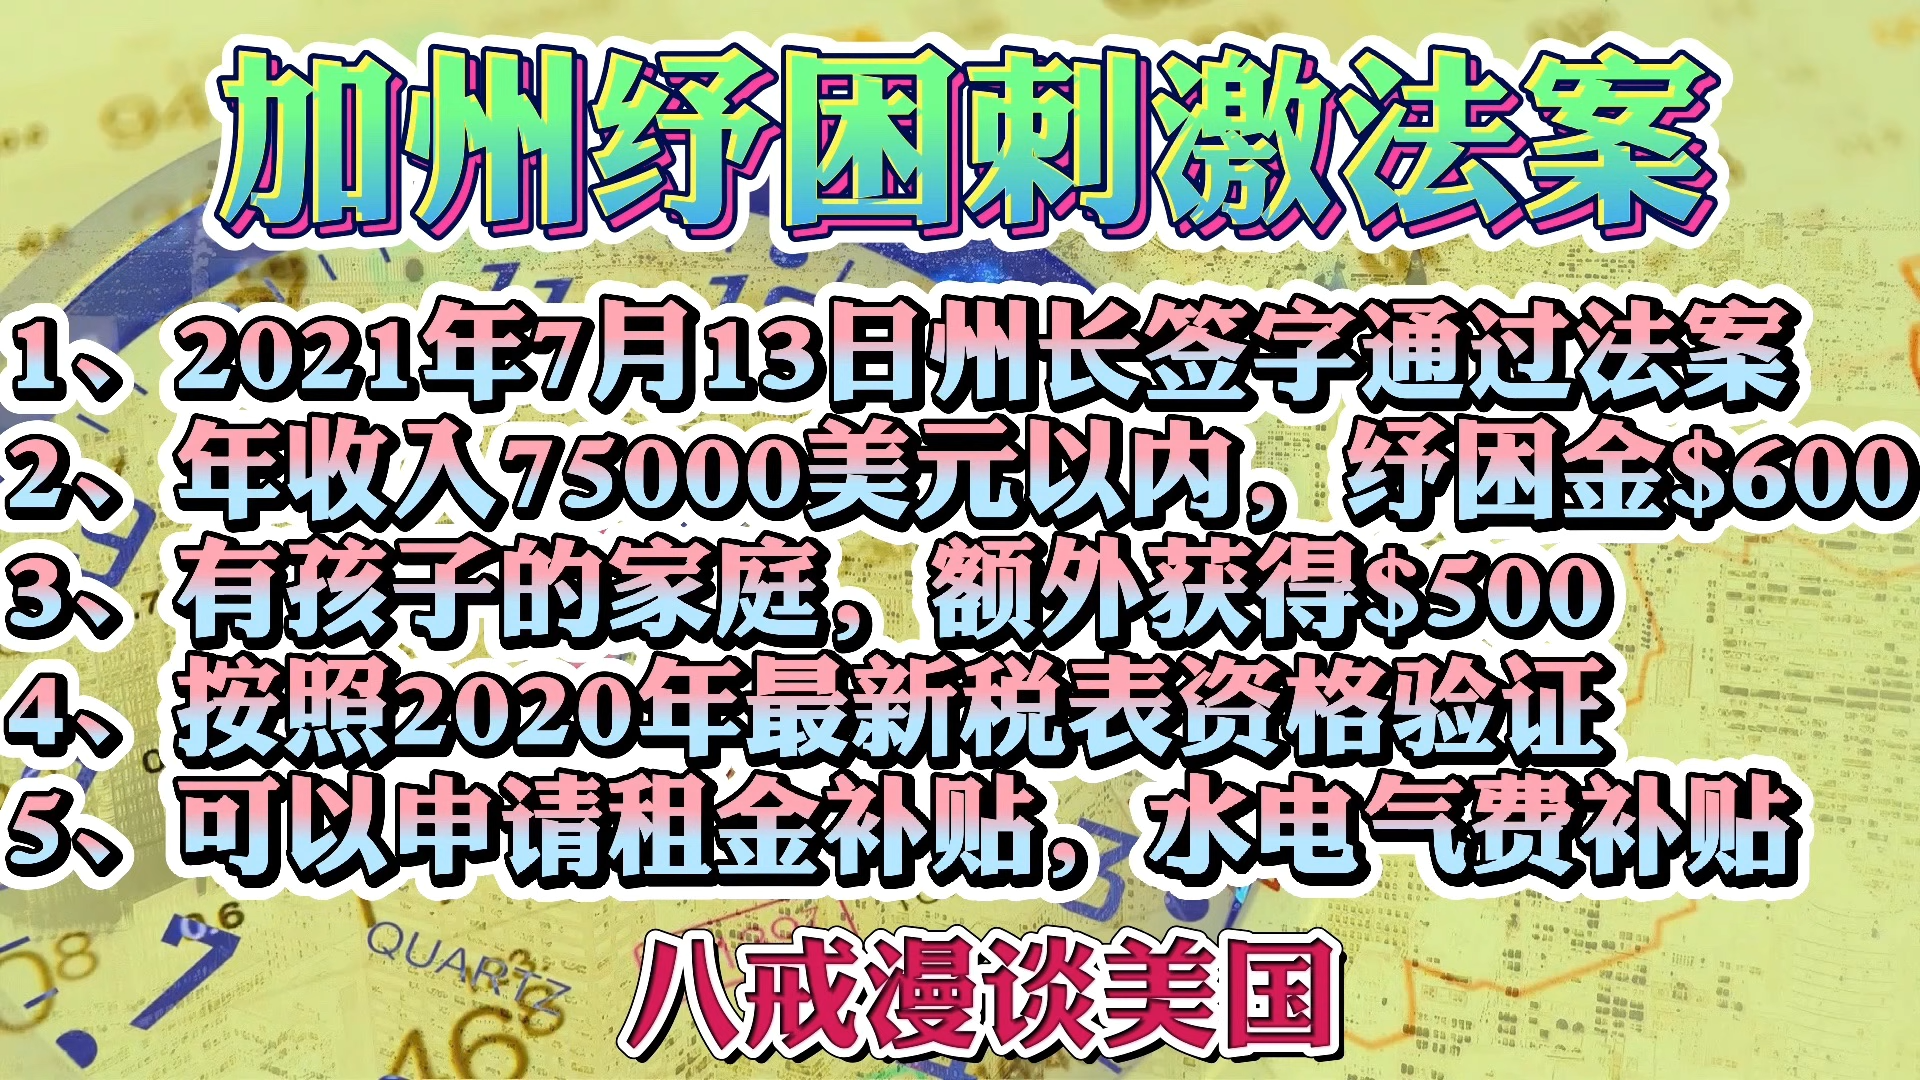 加州纾困刺激法案
1、2021年7月13日州长签字通过法案
2、年收入75000美元以内，纾困金$600
3、有孩子的家庭，额外获得$500
4、按照2020年最新税表资格验证
5、可以申请租金补贴，水电气费补贴
0.6
QUARTZ
46
八戒漫谈美国